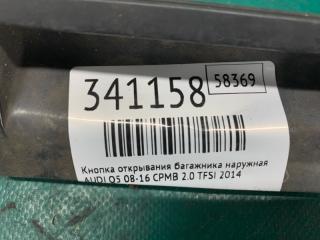 341158
58369
Кнопка открывания багажника наружная
AUDI Q5 08-16 CPMB 2.0 TFSI 2014